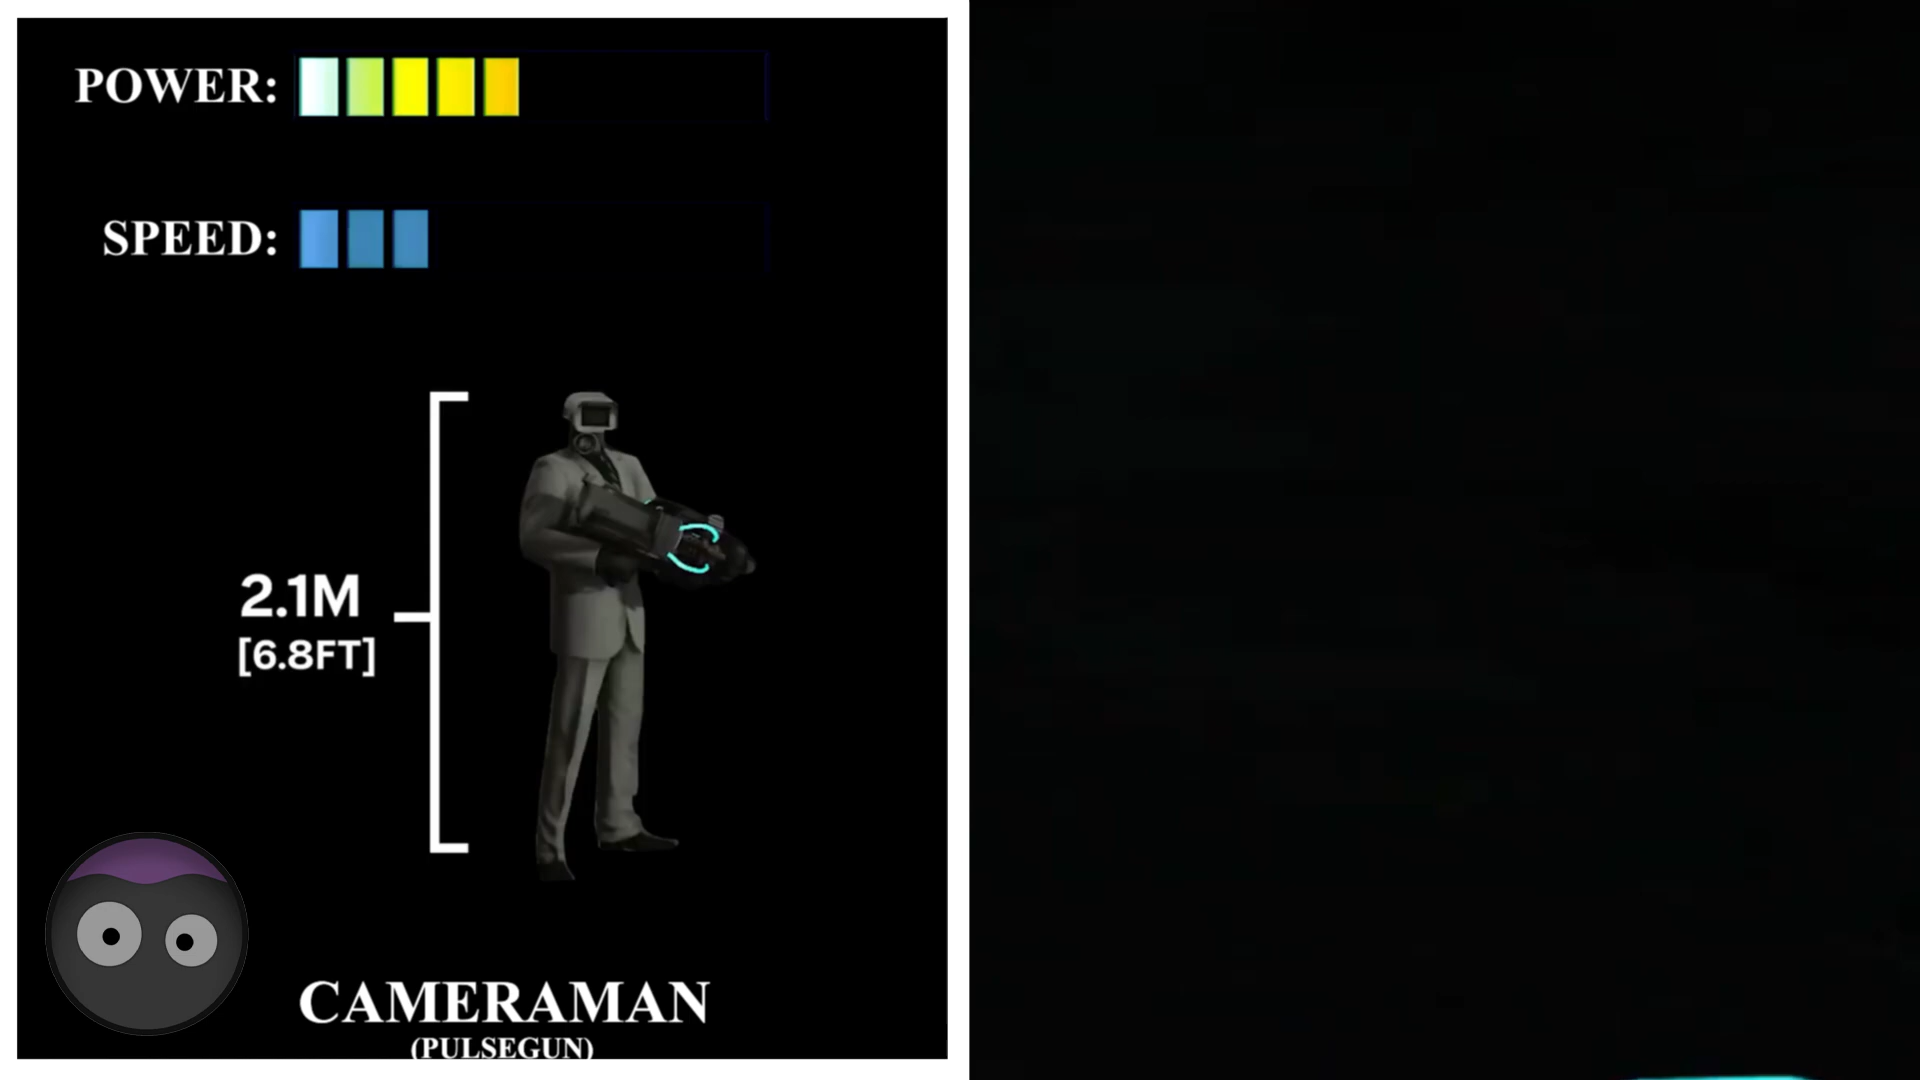 POWER:
SPEED:
2.1M
[6.8FT]
CAMERAMAN
(PULSEGUN)